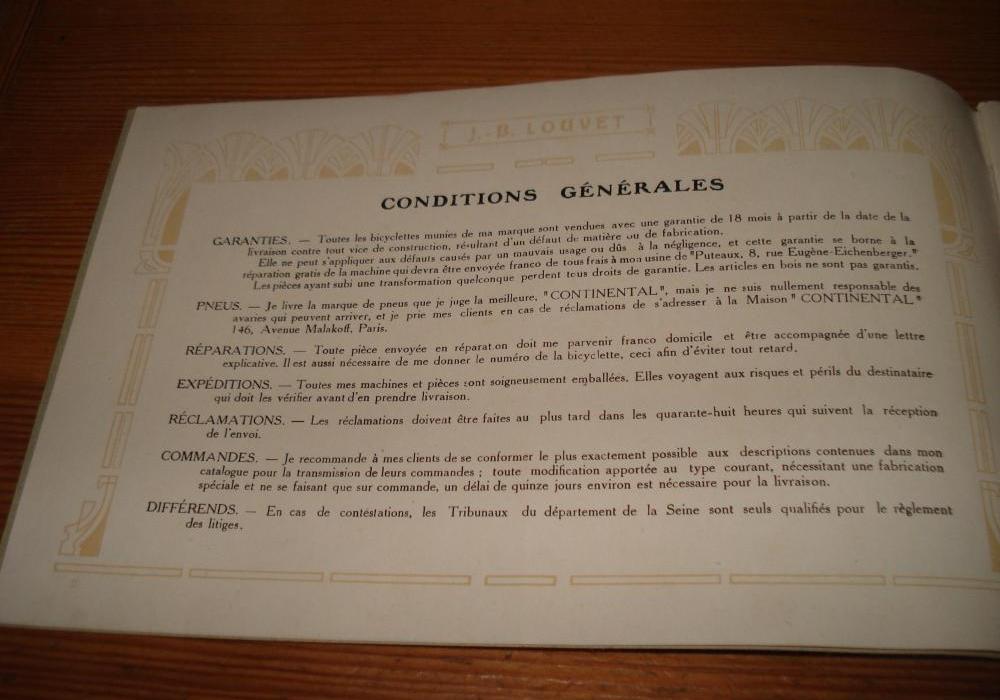 J.-B. LOUVET
CONDITIONS GÉNÉRALES
GARANTIES. — Toutes les bicyclettes munies de ma marque sont vendues avec une garantie de 18 mois à partir de la date de la
livraison contre tout vice de construction, résultant d'un défaut de matière ou de fabrication.
Elle ne peut s'appliquer aux défauts causés par un mauvais usage ou dûs à la négligence, et cette garantie se borne à la
réparation gratis de la machine qui devra être envoyée franco de tous frais à mon usine de "Puteaux, 8, rue Eugène-Eichenberger."
Les pièces ayant subi une transformation quelconque perdent tous droits de garantie. Les articles en bois ne sont pas garantis.
PNEUS. — Je livre la marque de pneus que je juge la meilleure, "CONTINENTAL", mais je ne suis nullement responsable des
avaries qui peuvent arriver, et je prie mes clients en cas de réclamations de s'adresser à la Maison "CONTINENTAL"
146, Avenue Malakoff, Paris.
RÉPARATIONS. — Toute pièce envoyée en réparation doit me parvenir franco domicile et être accompagnée d'une lettre
explicative. Il est aussi nécessaire de me donner le numéro de la bicyclette, ceci afin d'éviter tout retard.
EXPÉDITIONS. — Toutes mes machines et pièces sont soigneusement emballées. Elles voyagent aux risques et périls du destinataire
qui doit les vérifier avant d'en prendre livraison.
RÉCLAMATIONS. — Les réclamations doivent être faites au plus tard dans les quarante-huit heures qui suivent la réception
de l'envoi.
COMMANDES. — Je recommande à mes clients de se conformer le plus exactement possible aux descriptions contenues dans mon
catalogue pour la transmission de leurs commandes ; toute modification apportée au type courant, nécessitant une fabrication
spéciale et ne se faisant que sur commande, un délai de quinze jours environ est nécessaire pour la livraison.
DIFFÉRENDS. — En cas de contestations, les Tribunaux du département de la Seine sont seuls qualifiés pour le règlement
des litiges.